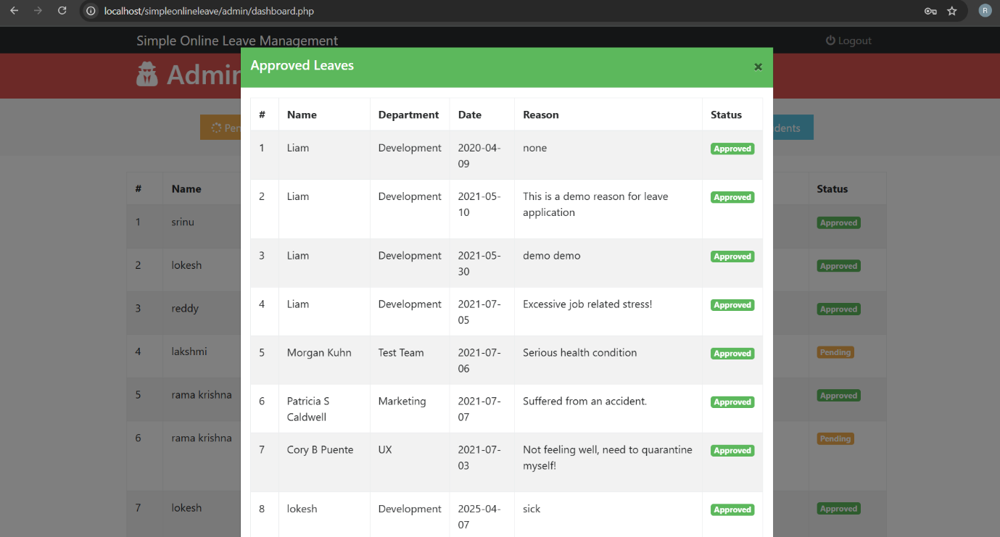 localhost/simpleonlineleave/admin/dashboard.php
R
Simple Online Leave Management
Logout
Approved Leaves
×
Admin
Pen
dents
# Name Department Date Reason Status
1 Liam Development 2020-04-
09
none Approved
2 Liam Development 2021-05-
10
This is a demo reason for leave
application
Approved
3 Liam Development 2021-05-
30
demo demo Approved
4 Liam Development 2021-07-
05
Excessive job related stress! Approved
5 Morgan Kuhn Test Team 2021-07-
06
Serious health condition Approved
6 Patricia S
Caldwell
Marketing 2021-07-
07
Suffered from an accident. Approved
7 Cory B Puente UX 2021-07-
03
Not feeling well, need to quarantine
myself!
Approved
8 lokesh Development 2025-04-
07
sick Approved
# Name Status
1 srinu Approved
2 lokesh Approved
3 reddy Approved
4 lakshmi Pending
5 rama krishna Approved
6 rama krishna Pending
7 lokesh Approved